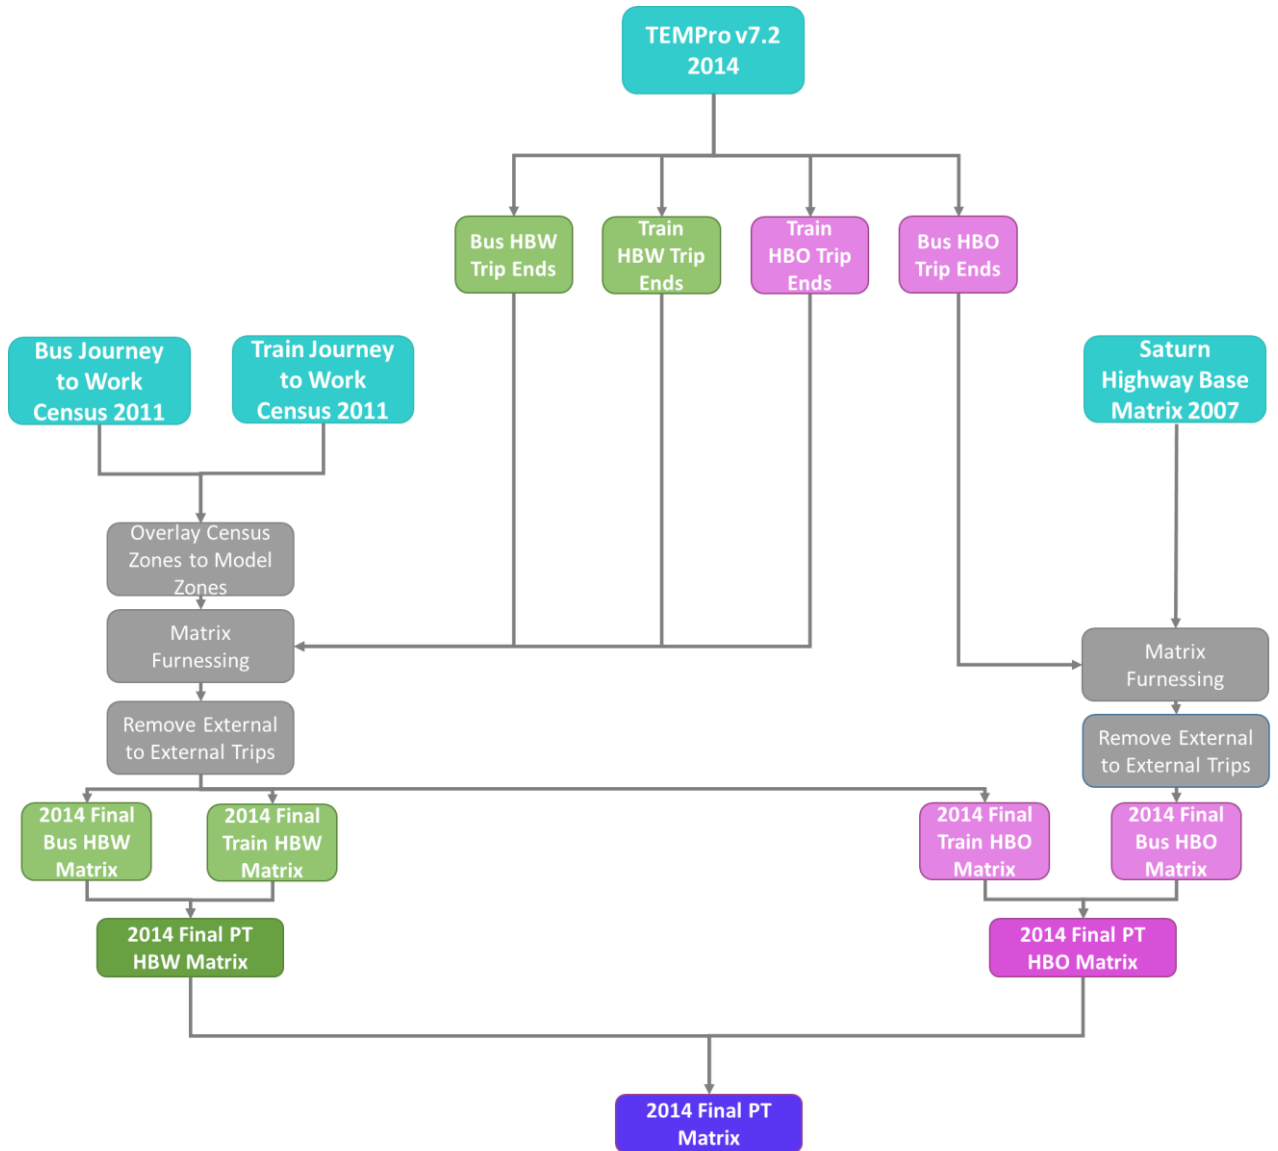 TEMPro v7.2
2014
Bus HBW
Trip Ends
Train
HBW Trip
Ends
Train
HBO Trip
Ends
Bus HBO
Trip Ends
Bus Journey
to Work
Census 2011
Train Journey
to Work
Census 2011
Saturn
Highway Base
Matrix 2007
Overlay Census
Zones to Model
Zones
Matrix
Furnessing
Matrix
Furnessing
Remove External
to External Trips
Remove External
to External Trips
2014 Final
Bus HBW
Matrix
2014 Final
Train HBW
Matrix
2014 Final
Train HBO
Matrix
2014 Final
Bus HBO
Matrix
2014 Final PT
HBW Matrix
2014 Final PT
HBO Matrix
2014 Final PT
Matrix